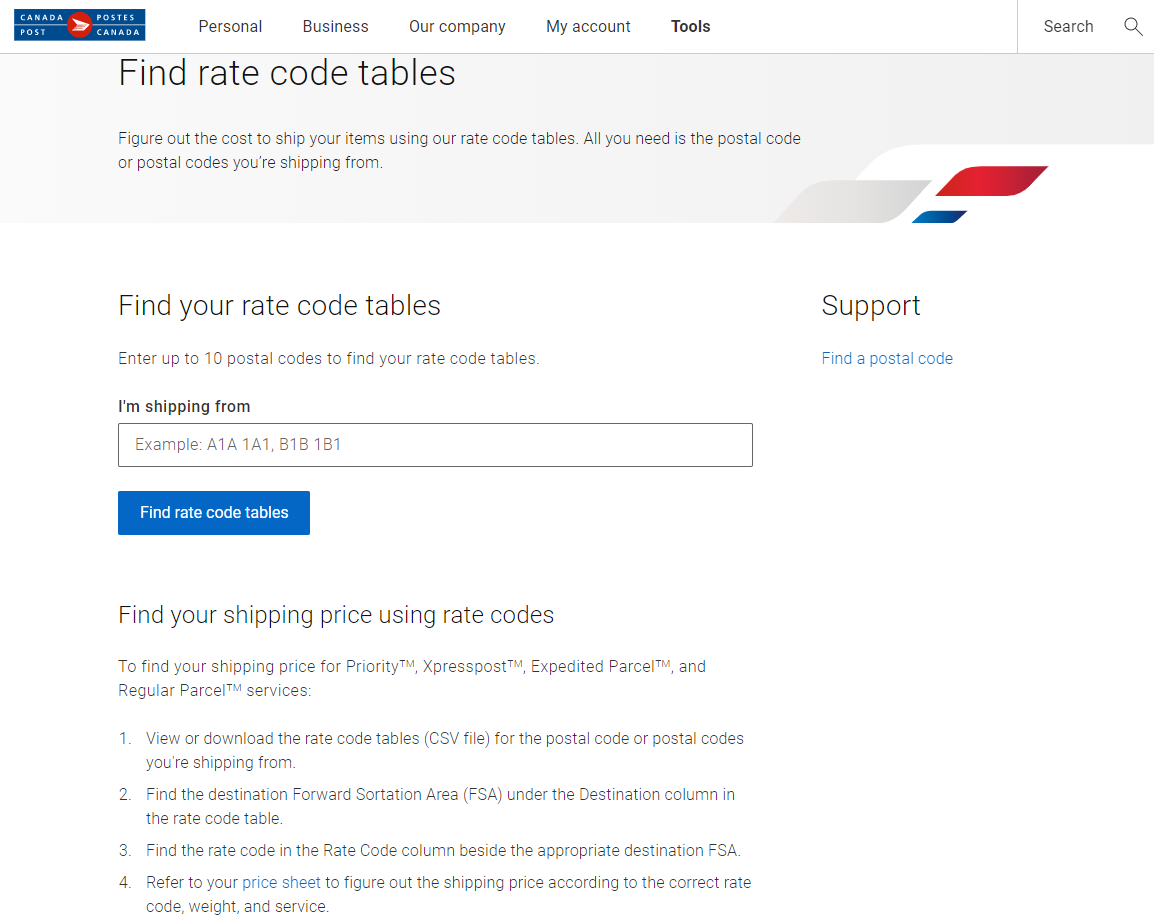 CANADA POSTES
POST CANADA
Personal Business Our company My account Tools Search
Find rate code tables
Figure out the cost to ship your items using our rate code tables. All you need is the postal code
or postal codes you’re shipping from.
Find your rate code tables
Enter up to 10 postal codes to find your rate code tables.
I'm shipping from
Example: A1A 1A1, B1B 1B1
Find rate code tables
Support
Find a postal code
Find your shipping price using rate codes
To find your shipping price for Priority™, Xpresspost™, Expedited Parcel™, and
Regular Parcel™ services:
1. View or download the rate code tables (CSV file) for the postal code or postal codes
you're shipping from.
2. Find the destination Forward Sortation Area (FSA) under the Destination column in
the rate code table.
3. Find the rate code in the Rate Code column beside the appropriate destination FSA.
4. Refer to your price sheet to figure out the shipping price according to the correct rate
code, weight, and service.